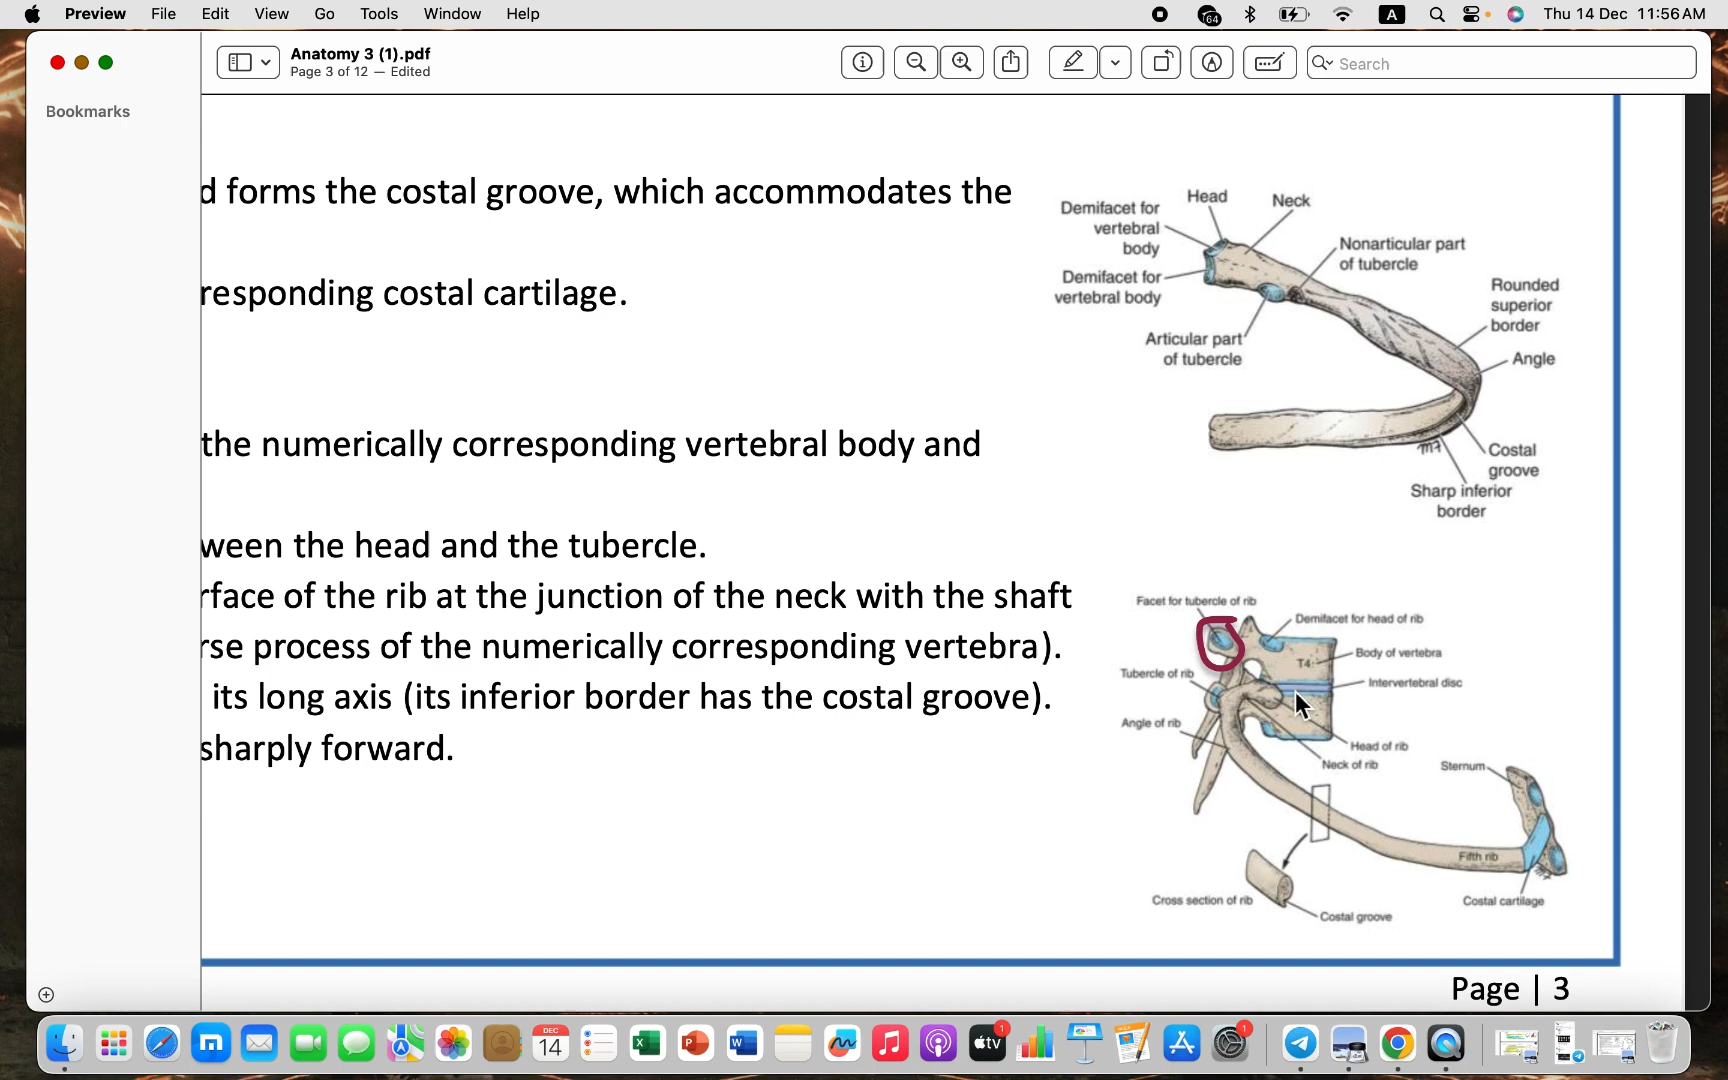 Preview File Edit View Go Tools Window Help
64 A Thu 14 Dec 11:56 AM
Anatomy 3 (1).pdf
Page 3 of 12 — Edited
Search
Bookmarks
d forms the costal groove, which accommodates the
responding costal cartilage.
the numerically corresponding vertebral body and
ween the head and the tubercle.
rface of the rib at the junction of the neck with the shaft
rse process of the numerically corresponding vertebra).
its long axis (its inferior border has the costal groove).
sharply forward.
Head
Neck
Demifacet for
vertebral
body
Demifacet for
vertebral body
Nonarticular part
of tubercle
Rounded
superior
border
Articular part
of tubercle
Angle
Costal
groove
Sharp inferior
border
Facet for tubercle of rib
Demifacet for head of rib
T4
Body of vertebra
Tubercle of rib
Intervertebral disc
Angle of rib
Head of rib
Neck of rib
Sternum
Fifth rib
Cross section of rib
Costal groove
Costal cartilage
Page | 3
DEC
14
tv
1
1